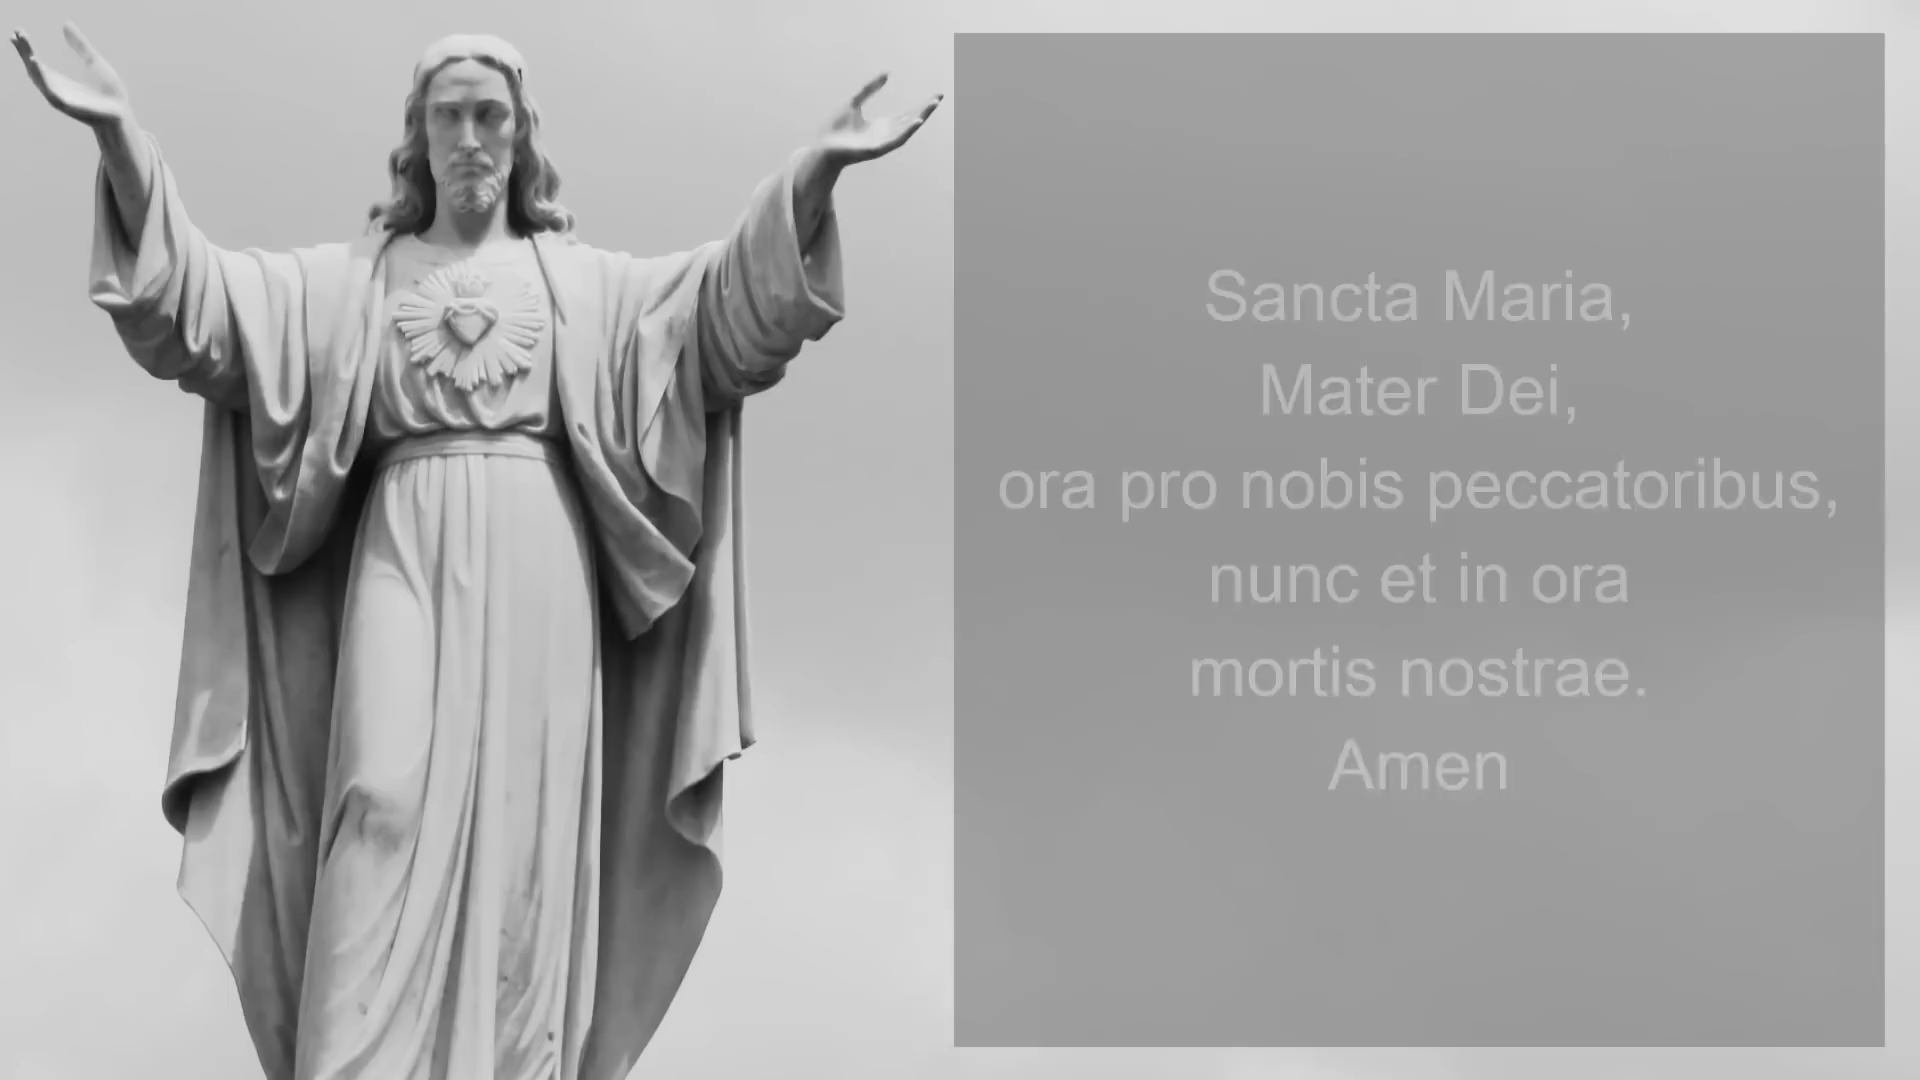 Sancta Maria,
Mater Dei,
ora pro nobis peccatoribus,
nunc et in ora
mortis nostrae.
Amen